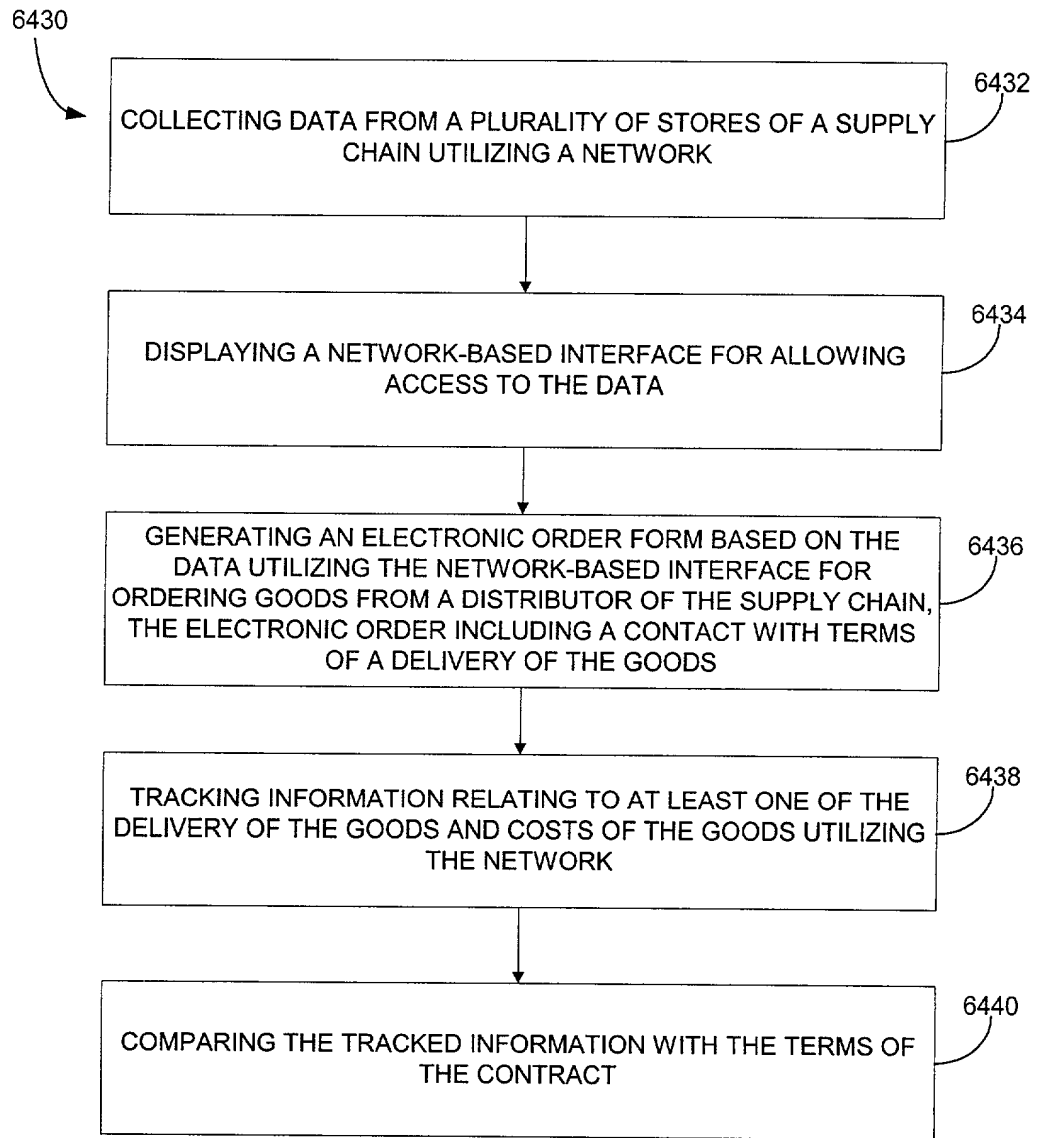 6430
6432
COLLECTING DATA FROM A PLURALITY OF STORES OF A SUPPLY
CHAIN UTILIZING A NETWORK
6434
DISPLAYING A NETWORK-BASED INTERFACE FOR ALLOWING
ACCESS TO THE DATA
6436
GENERATING AN ELECTRONIC ORDER FORM BASED ON THE
DATA UTILIZING THE NETWORK-BASED INTERFACE FOR
ORDERING GOODS FROM A DISTRIBUTOR OF THE SUPPLY CHAIN,
THE ELECTRONIC ORDER INCLUDING A CONTACT WITH TERMS
OF A DELIVERY OF THE GOODS
6438
TRACKING INFORMATION RELATING TO AT LEAST ONE OF THE
DELIVERY OF THE GOODS AND COSTS OF THE GOODS UTILIZING
THE NETWORK
6440
COMPARING THE TRACKED INFORMATION WITH THE TERMS OF
THE CONTRACT